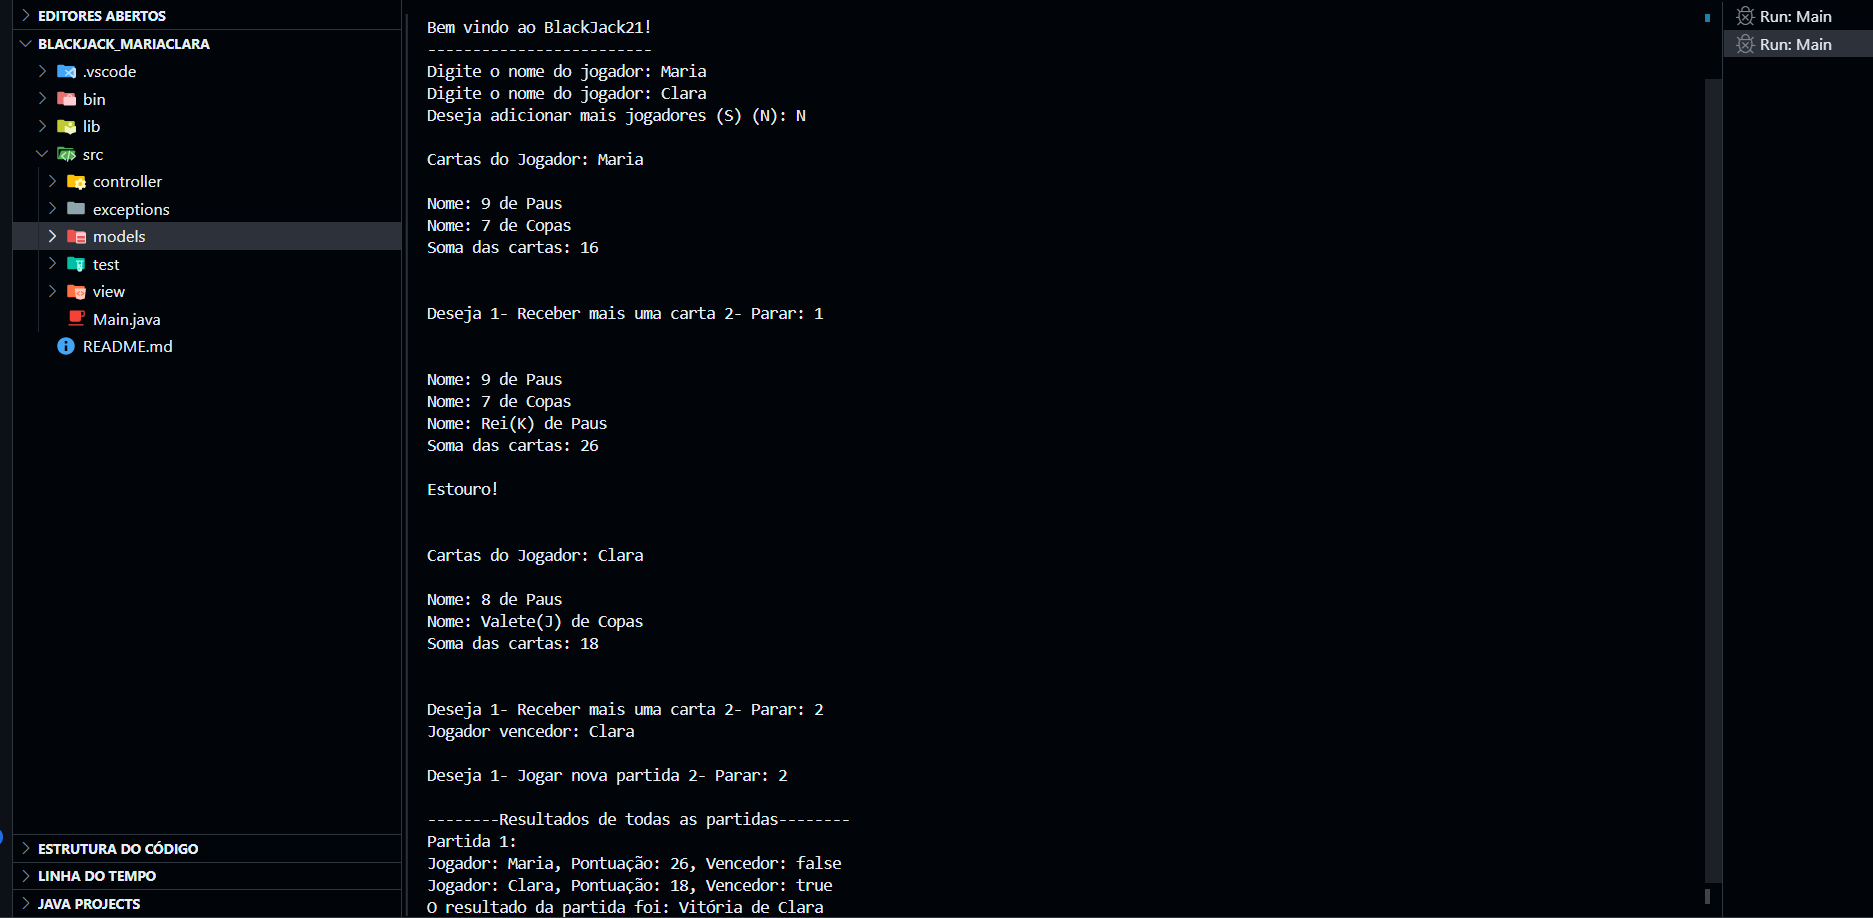 EDITORES ABERTOS
BLACKJACK_MARIACLARA
.vscode
bin
lib
src
controller
exceptions
models
test
view
Main.java
README.md
ESTRUTURA DO CÓDIGO
LINHA DO TEMPO
JAVA PROJECTS
Bem vindo ao BlackJack21!
-------------------------
Digite o nome do jogador: Maria
Digite o nome do jogador: Clara
Deseja adicionar mais jogadores (S) (N): N
Cartas do Jogador: Maria
Nome: 9 de Paus
Nome: 7 de Copas
Soma das cartas: 16
Deseja 1- Receber mais uma carta 2- Parar: 1
Nome: 9 de Paus
Nome: 7 de Copas
Nome: Rei(K) de Paus
Soma das cartas: 26
Estouro!
Cartas do Jogador: Clara
Nome: 8 de Paus
Nome: Valete(J) de Copas
Soma das cartas: 18
Deseja 1- Receber mais uma carta 2- Parar: 2
Jogador vencedor: Clara
Deseja 1- Jogar nova partida 2- Parar: 2
--------Resultados de todas as partidas--------
Partida 1:
Jogador: Maria, Pontuação: 26, Vencedor: false
Jogador: Clara, Pontuação: 18, Vencedor: true
O resultado da partida foi: Vitória de Clara
Run: Main
Run: Main